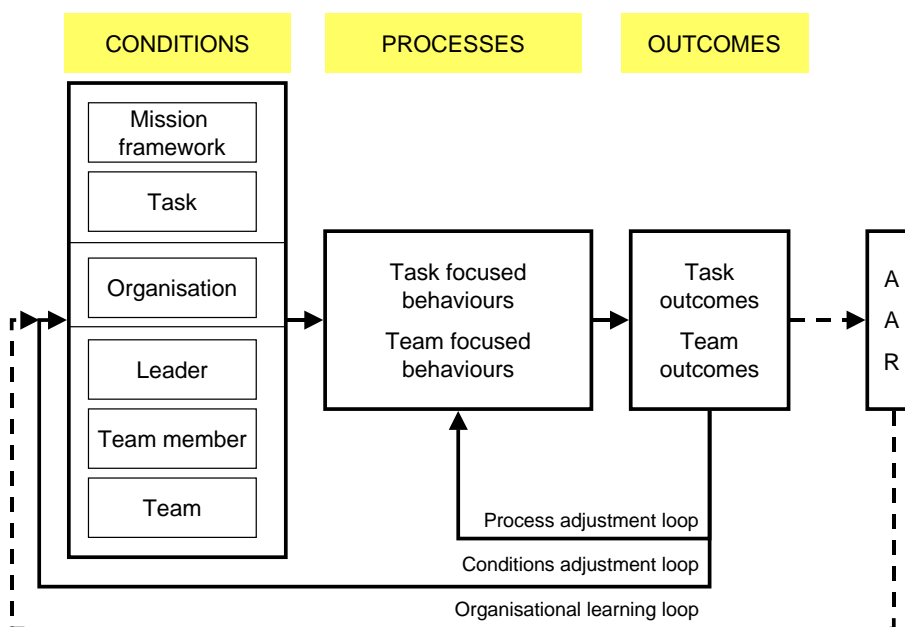 CONDITIONS
PROCESSES
OUTCOMES
Mission
framework
Task
Organisation
Leader
Team member
Team
Task focused
behaviours
Team focused
behaviours
Task
outcomes
Team
outcomes
A
A
R
Process adjustment loop
Conditions adjustment loop
Organisational learning loop